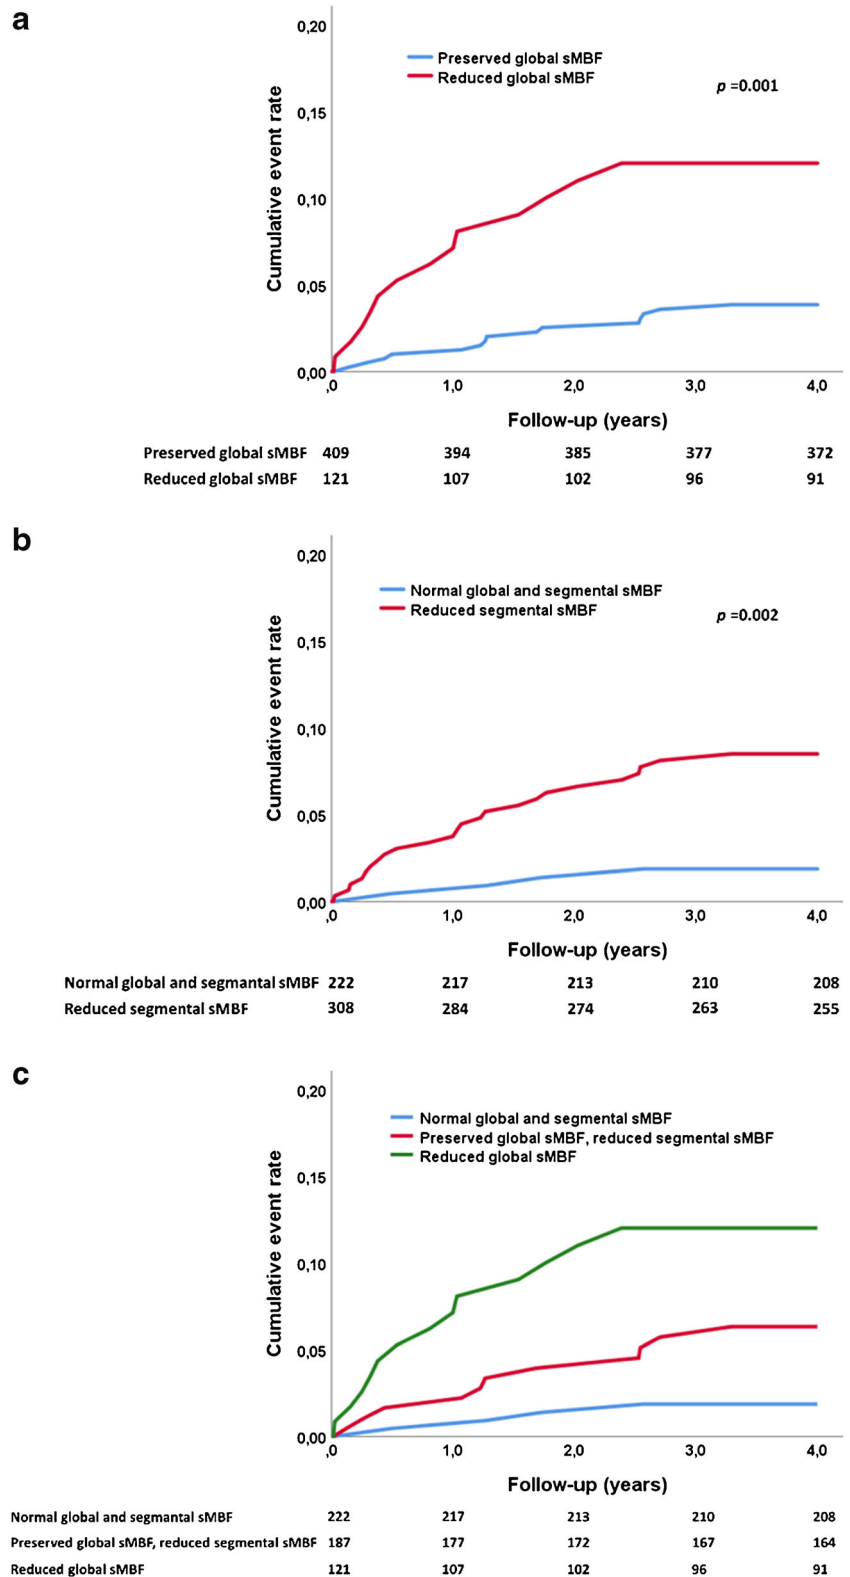 a
0,20
Preserved global sMBF
Reduced global sMBF
p =0.001
0,15
0,10
0,05
0,00
Cumulative event rate
,0 1,0 2,0 3,0 4,0
Follow-up (years)
Preserved global sMBF 409 394 385 377 372
Reduced global sMBF 121 107 102 96 91
b
0,20
Normal global and segmental sMBF
Reduced segmental sMBF
p =0.002
0,15
0,10
0,05
0,00
Cumulative event rate
,0 1,0 2,0 3,0 4,0
Follow-up (years)
Normal global and segmantal sMBF 222 217 213 210 208
Reduced segmental sMBF 308 284 274 263 255
c
0,20
Normal global and segmental sMBF
Preserved global sMBF, reduced segmental sMBF
Reduced global sMBF
0,15
0,10
0,05
0,00
Cumulative event rate
,0 1,0 2,0 3,0 4,0
Follow-up (years)
Normal global and segmantal sMBF 222 217 213 210 208
Preserved global sMBF, reduced segmental sMBF 187 177 172 167 164
Reduced global sMBF 121 107 102 96 91